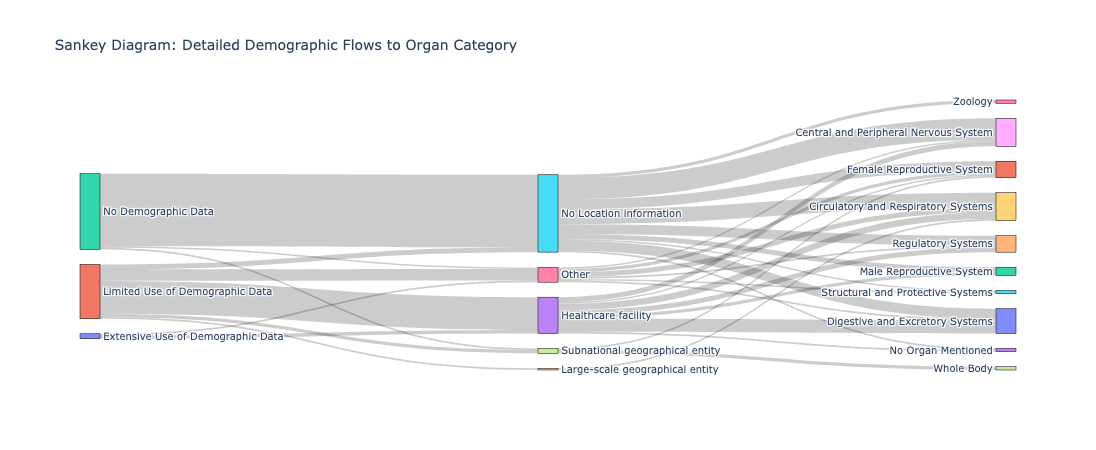 Sankey Diagram: Detailed Demographic Flows to Organ Category
No Demographic Data
Limited Use of Demographic Data
Extensive Use of Demographic Data
No Location information
Other
Healthcare facility
Subnational geographical entity
Large-scale geographical entity
Zoology
Central and Peripheral Nervous System
Female Reproductive System
Circulatory and Respiratory Systems
Regulatory Systems
Male Reproductive System
Structural and Protective Systems
Digestive and Excretory Systems
No Organ Mentioned
Whole Body